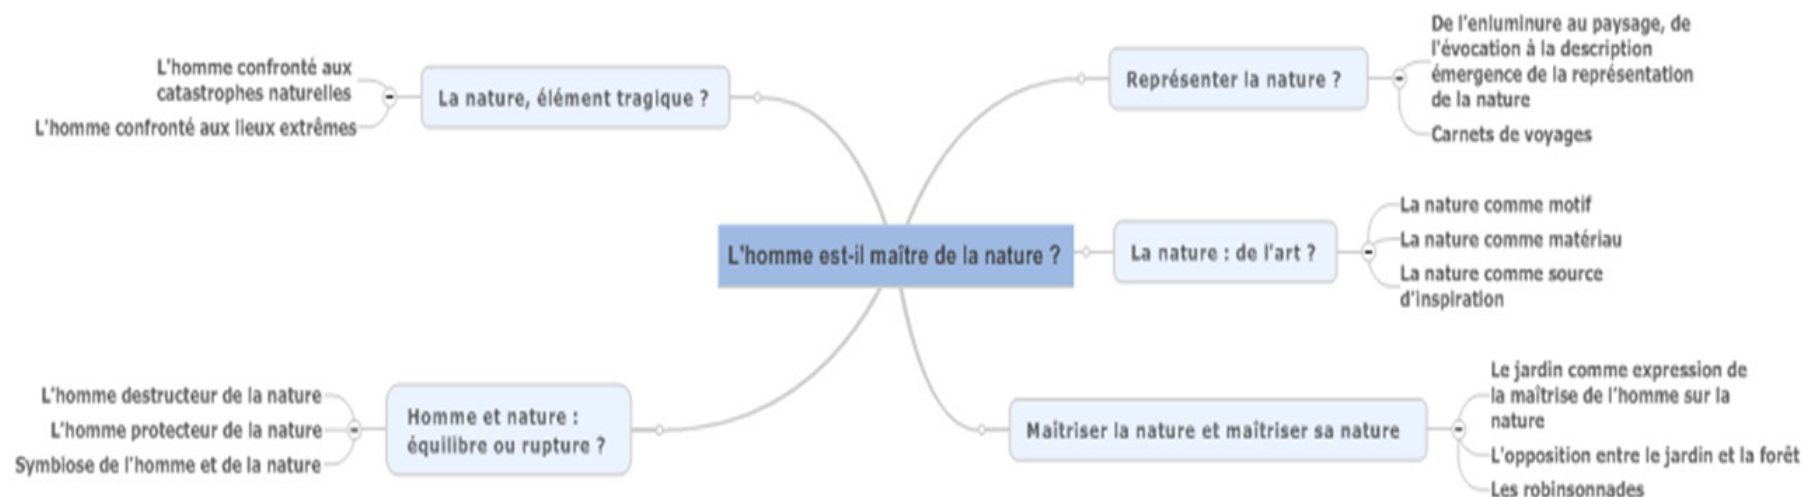 L'homme est-il maître de la nature ?
La nature, élément tragique ?
L'homme confronté aux
catastrophes naturelles
L'homme confronté aux lieux extrêmes
Homme et nature :
équilibre ou rupture ?
L'homme destructeur de la nature
L'homme protecteur de la nature
Symbiose de l'homme et de la nature
Représenter la nature ?
De l'enluminure au paysage, de
l'évocation à la description
émergence de la représentation
de la nature
Carnets de voyages
La nature : de l'art ?
La nature comme motif
La nature comme matériau
La nature comme source
d'inspiration
Maîtriser la nature et maîtriser sa nature
Le jardin comme expression de
la maîtrise de l'homme sur la
nature
L'opposition entre le jardin et la forêt
Les robinsonnades